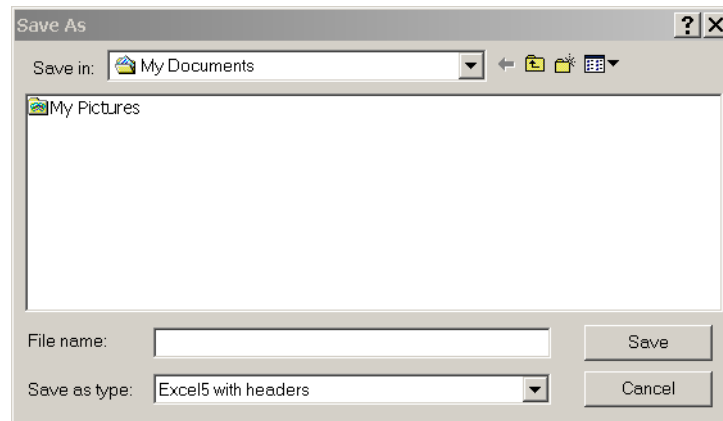 Save As
Save in: My Documents
My Pictures
File name:
Save
Save as type: Excel5 with headers
Cancel